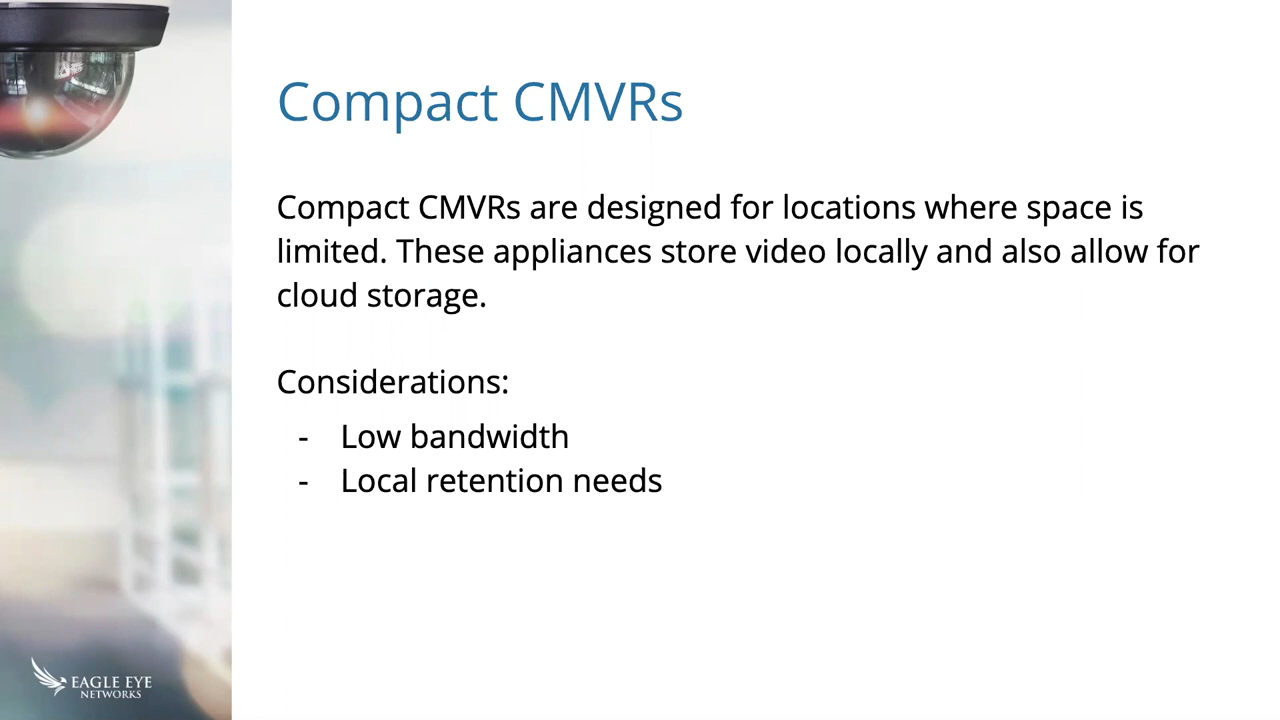 Compact CMVRs
Compact CMVRs are designed for locations where space is
limited. These appliances store video locally and also allow for
cloud storage.
Considerations:
- Low bandwidth
- Local retention needs
EAGLE EYE
NETWORKS